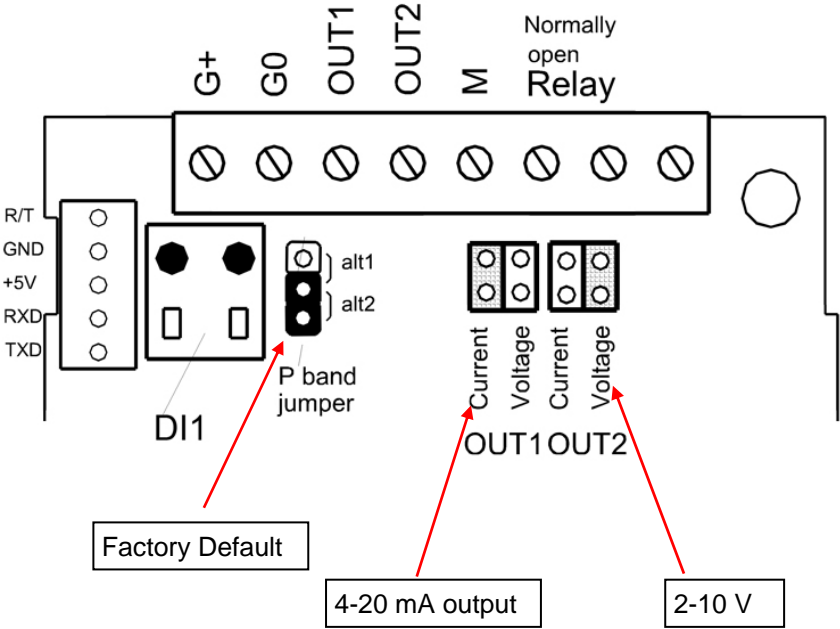 G+
G0
OUT1
OUT2
M
Normally
open
Relay
R/T
GND
+5V
RXD
TXD
alt1
alt2
P band
jumper
DI1
Current
Voltage
Current
Voltage
OUT1 OUT2
Factory Default
4-20 mA output
2-10 V